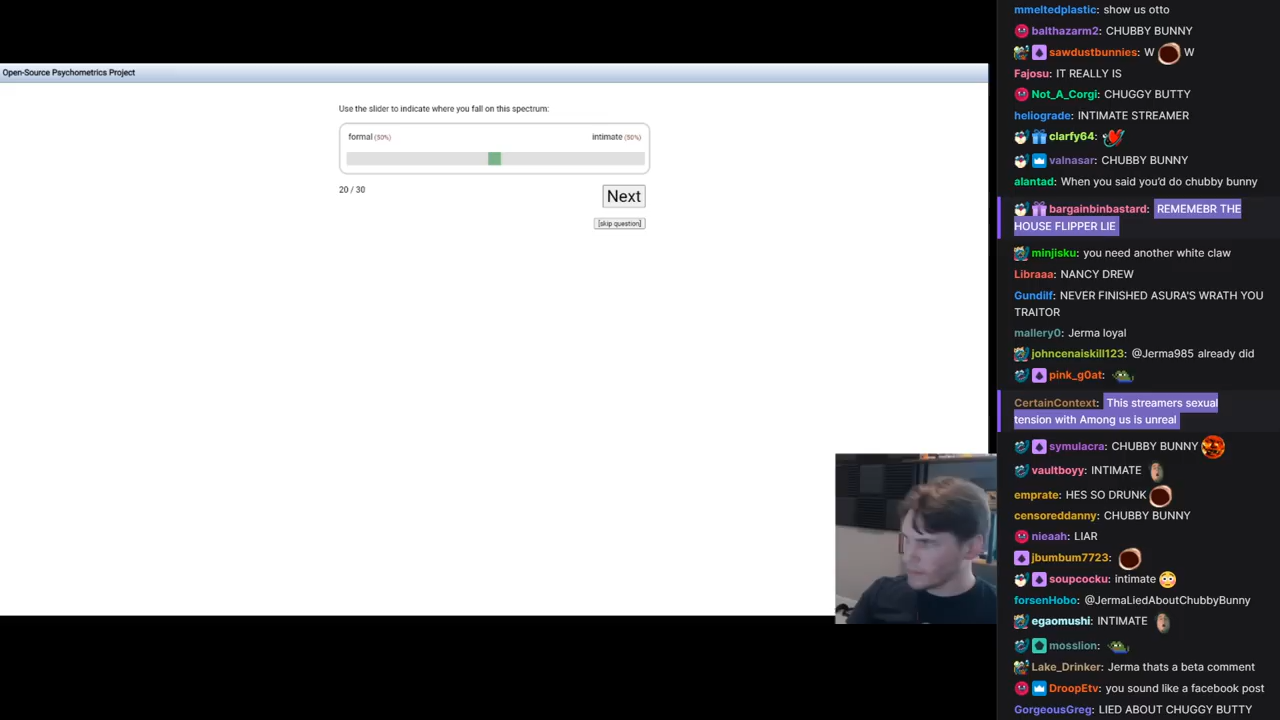 Open-Source Psychometrics Project
Use the slider to indicate where you fall on this spectrum:
formal (50%)
intimate (50%)
20 / 30
Next
[skip question]
mmeltedplastic: show us otto
balthazarm2: CHUBBY BUNNY
sawdustbunnies: W W
Fajosu: IT REALLY IS
Not_A_Corgi: CHUGGY BUTTY
heliograde: INTIMATE STREAMER
clarfy64:
valnasar: CHUBBY BUNNY
alantad: When you said you'd do chubby bunny
bargainbinbastard: REMEMEBR THE
HOUSE FLIPPER LIE
minjisku: you need another white claw
Libraaa: NANCY DREW
Gundilf: NEVER FINISHED ASURA'S WRATH YOU
TRAITOR
mallery0: Jerma loyal
johncenaiskill123: @Jerma985 already did
pink_g0at:
CertainContext: This streamers sexual
tension with Among us is unreal
symulacra: CHUBBY BUNNY
vaultboyy: INTIMATE
emprate: HES SO DRUNK
censoreddanny: CHUBBY BUNNY
nieaah: LIAR
jbumbum7723:
soupcocku: intimate
forsenHobo: @JermaLiedAboutChubbyBunny
egaomushi: INTIMATE
mosslion:
Lake_Drinker: Jerma thats a beta comment
DroopEtv: you sound like a facebook post
GorgeousGreg: LIED ABOUT CHUGGY BUTTY